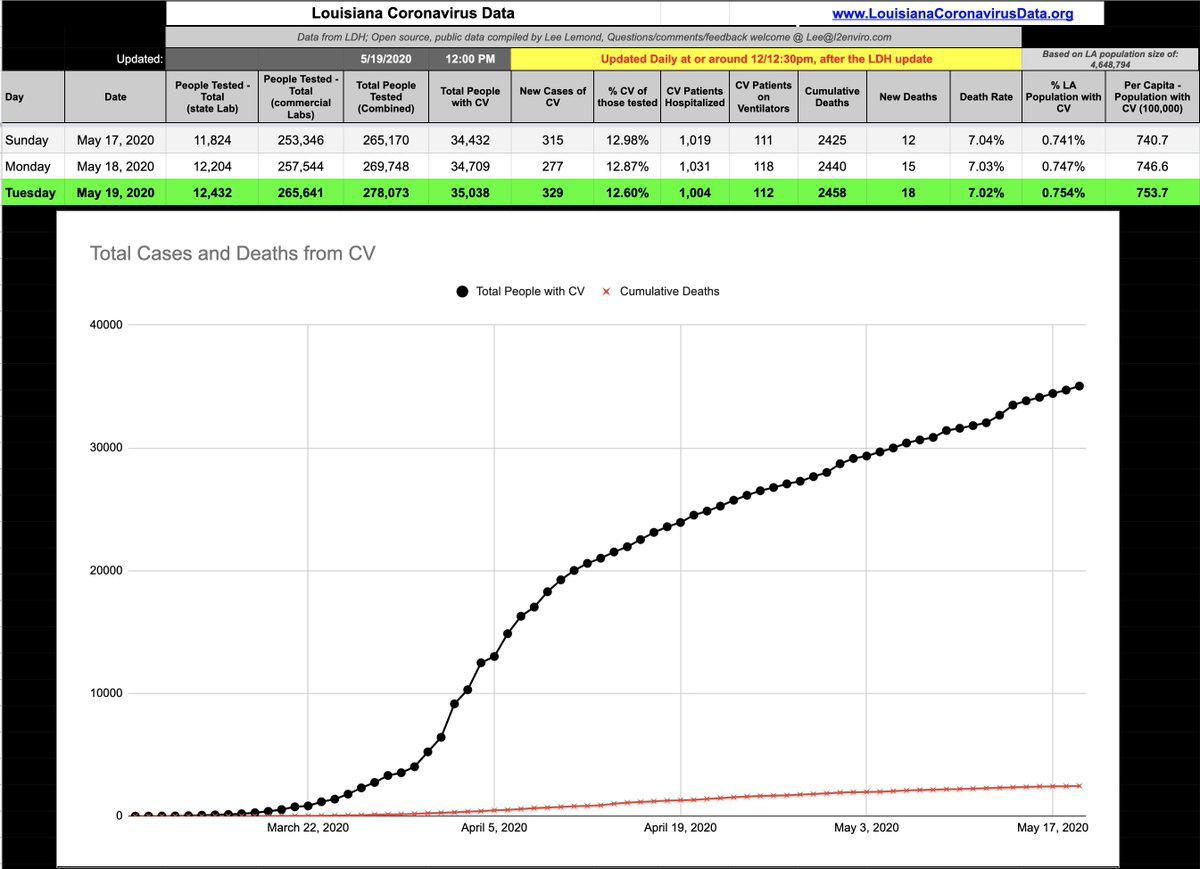 Louisiana Coronavirus Data www.LouisianaCoronavirusData.org
Data from LDH; Open source, public data compiled by Lee Lemond, Questions/comments/feedback welcome @ Lee@l2enviro.com
Updated: 5/19/2020 12:00 PM Updated Daily at or around 12/12:30pm, after the LDH update Based on LA population size of: 4,648,794
Day Date People Tested - Total (state Lab) People Tested - Total (commercial Labs) Total People Tested (Combined) Total People with CV New Cases of CV % CV of those tested CV Patients Hospitalized CV Patients on Ventilators Cumulative Deaths New Deaths Death Rate % LA Population with CV Per Capita - Population with CV (100,000)
Sunday May 17, 2020 11,824 253,346 265,170 34,432 315 12.98% 1,019 111 2425 12 7.04% 0.741% 740.7
Monday May 18, 2020 12,204 257,544 269,748 34,709 277 12.87% 1,031 118 2440 15 7.03% 0.747% 746.6
Tuesday May 19, 2020 12,432 265,641 278,073 35,038 329 12.60% 1,004 112 2458 18 7.02% 0.754% 753.7
Total Cases and Deaths from CV
Total People with CV Cumulative Deaths
40000
30000
20000
10000
0
March 22, 2020 April 5, 2020 April 19, 2020 May 3, 2020 May 17, 2020